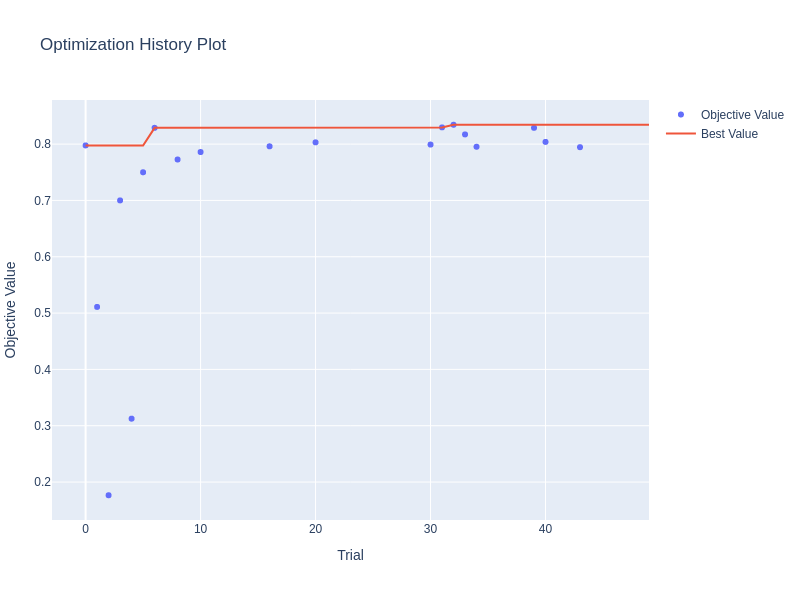 Optimization History Plot
Objective Value
Best Value
0.8
0.7
0.6
0.5
0.4
0.3
0.2
Objective Value
0
10
20
30
40
Trial